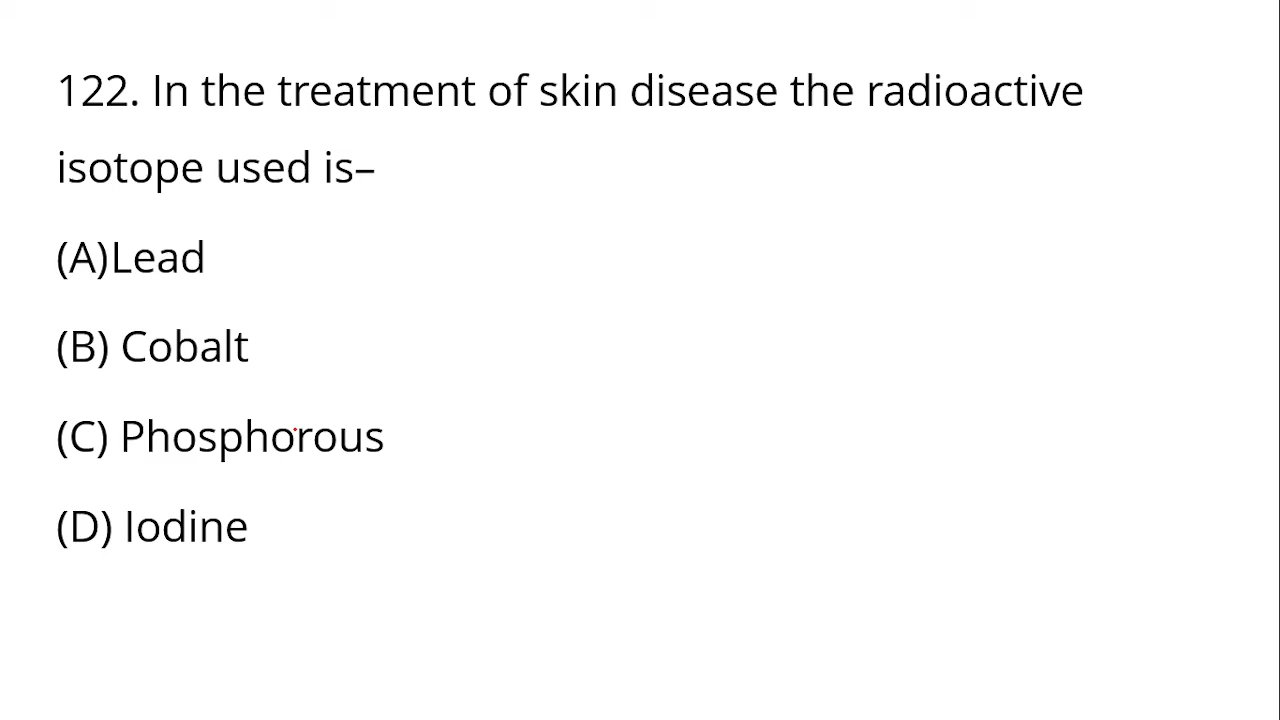 122. In the treatment of skin disease the radioactive
isotope used is–
(A)Lead
(B) Cobalt
(C) Phosphorous
(D) Iodine